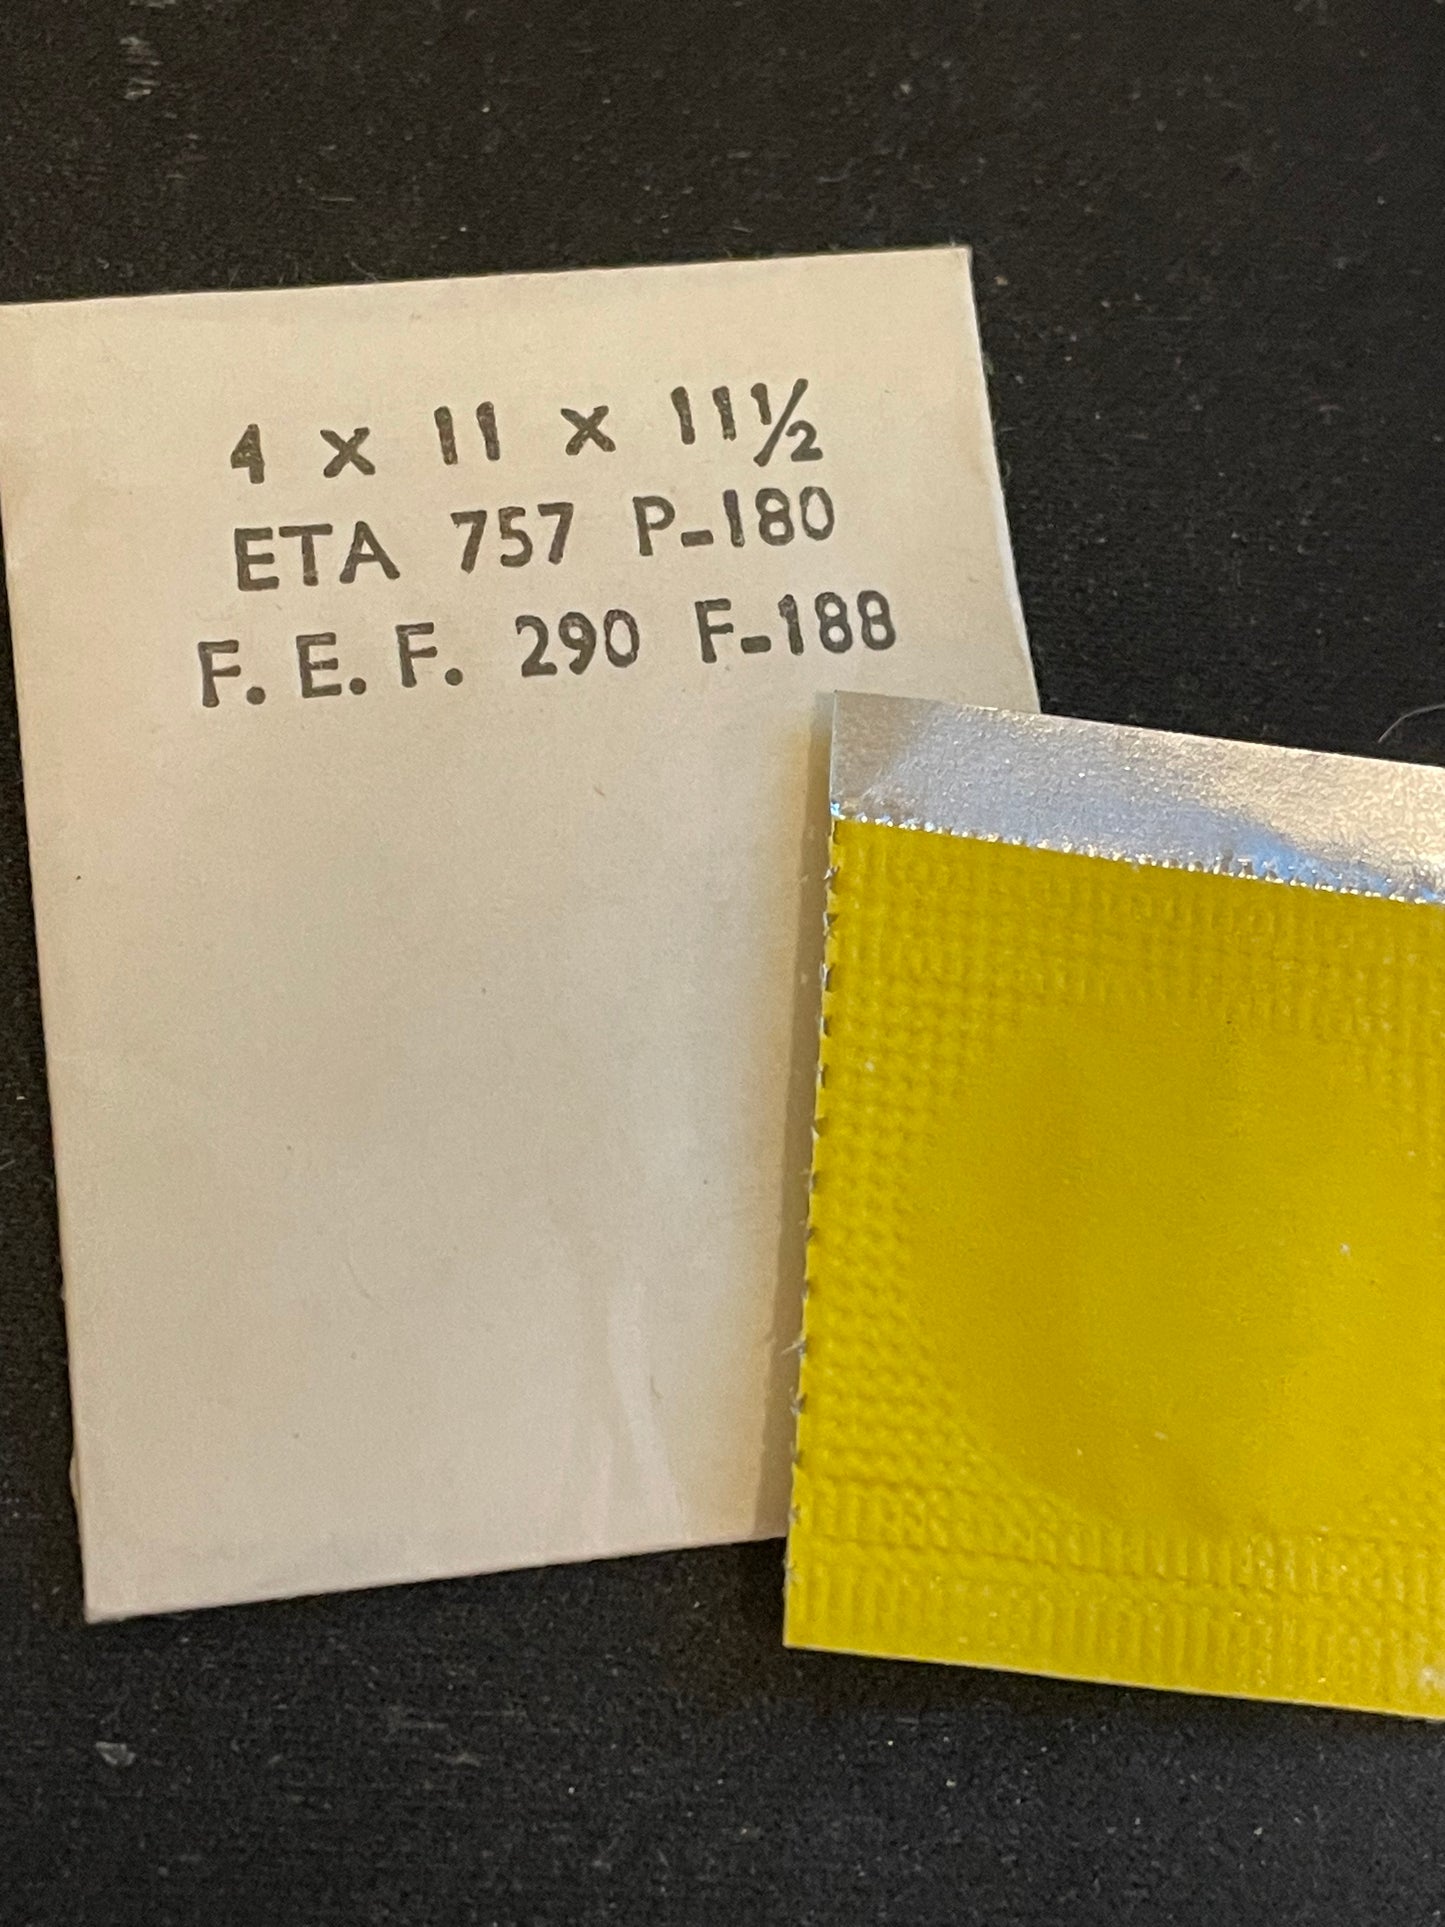 4 x 11 x 11½
ETA 757 P-180
F. E. F. 290 F-188